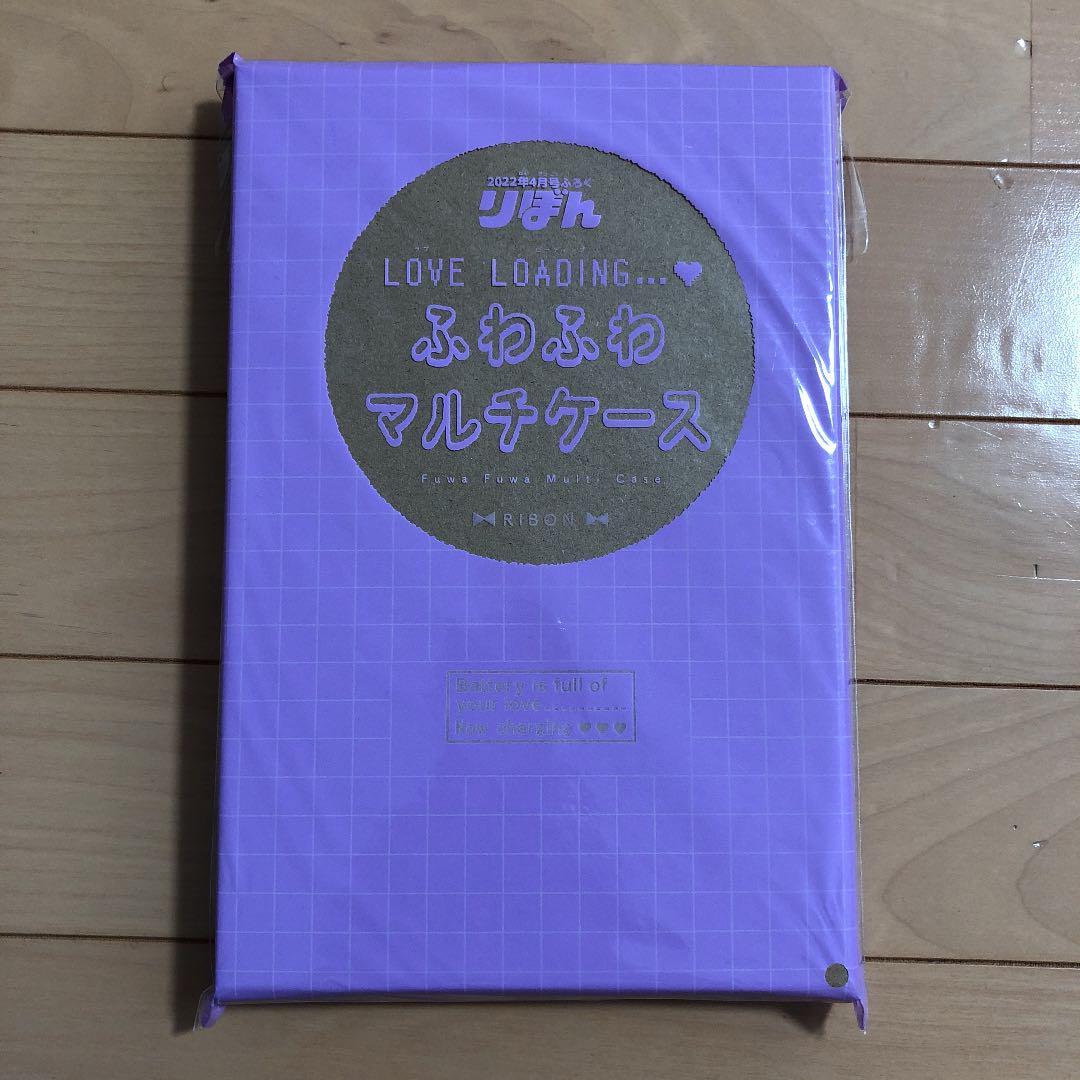 2022年4月号ふろく
りぼん
LOVE LOADING...♥
ふわふわ
マルチケース
Fuwa Fuwa Multi Case
RIBON
Battery is full of
your love...........
Now charging ♥♥♥